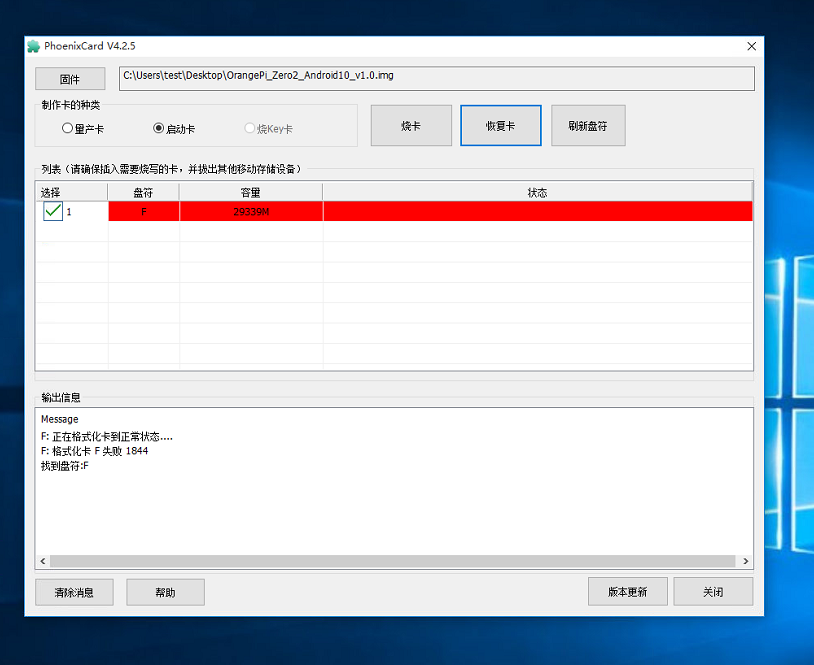 PhoenixCard V4.2.5
固件 C:\Users\test\Desktop\OrangePi_Zero2_Android10_v1.0.img
制作卡的种类
量产卡 启动卡 烧Key卡 烧卡 恢复卡 刷新盘符
列表（请确保插入需要烧写的卡，并拔出其他移动存储设备）
选择 盘符 容量 状态
1 F 29339M
输出信息
Message
F: 正在格式化卡到正常状态....
F: 格式化卡 F 失败 1844
找到盘符:F
清除消息 帮助 版本更新 关闭